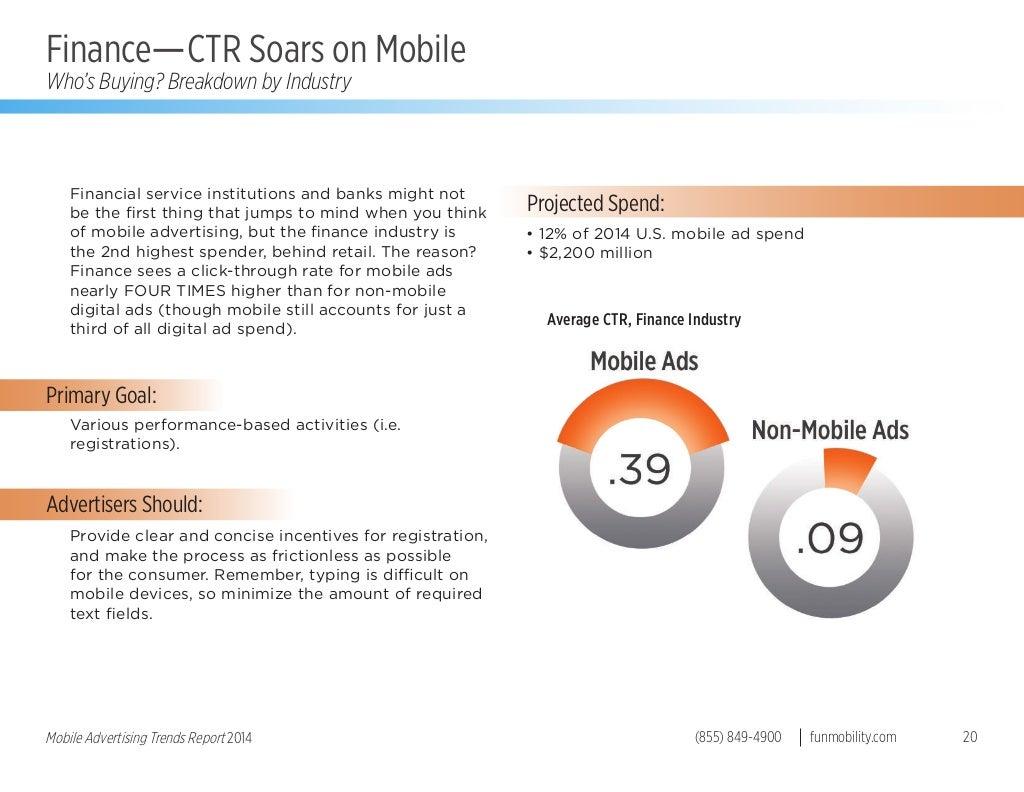 Finance—CTR Soars on Mobile
Who's Buying? Breakdown by Industry
Financial service institutions and banks might not
be the first thing that jumps to mind when you think
of mobile advertising, but the finance industry is
the 2nd highest spender, behind retail. The reason?
Finance sees a click-through rate for mobile ads
nearly FOUR TIMES higher than for non-mobile
digital ads (though mobile still accounts for just a
third of all digital ad spend).
Primary Goal:
Various performance-based activities (i.e.
registrations).
Advertisers Should:
Provide clear and concise incentives for registration,
and make the process as frictionless as possible
for the consumer. Remember, typing is difficult on
mobile devices, so minimize the amount of required
text fields.
Projected Spend:
• 12% of 2014 U.S. mobile ad spend
• $2,200 million
Average CTR, Finance Industry
Mobile Ads
.39
Non-Mobile Ads
.09
Mobile Advertising Trends Report 2014
(855) 849-4900 | funmobility.com 20